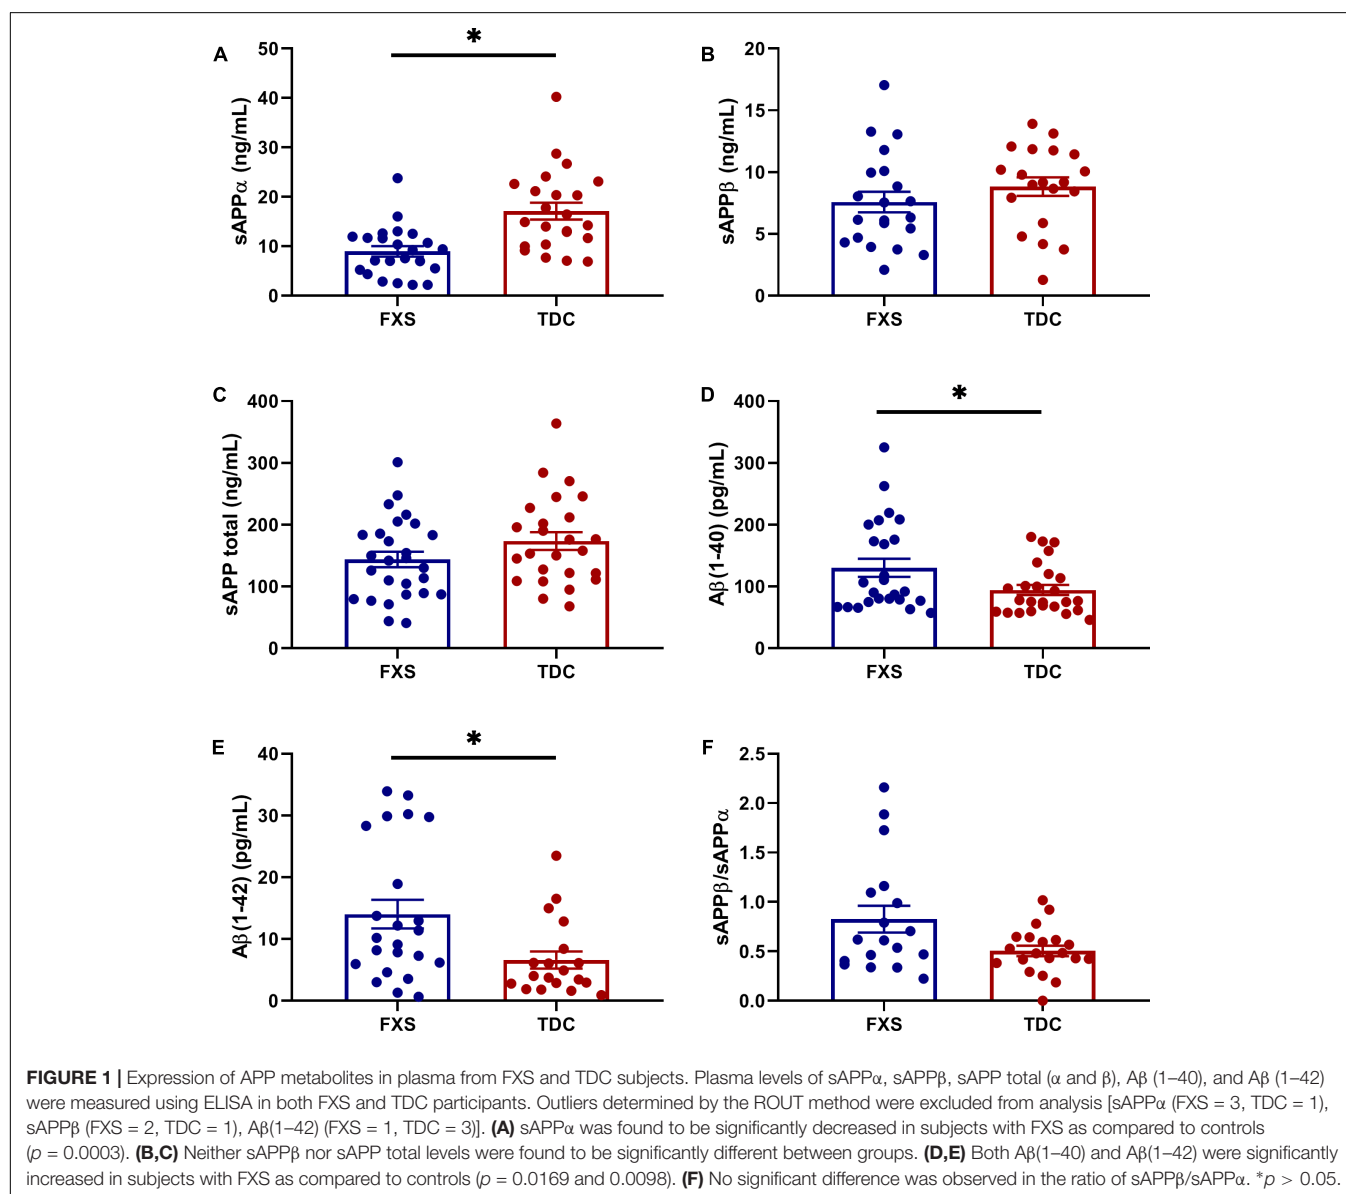 A
*
50
40
30
20
10
0
sAPPα (ng/mL)
FXS
TDC
B
20
15
10
5
0
sAPPβ (ng/mL)
FXS
TDC
C
400
300
200
100
0
sAPP total (ng/mL)
FXS
TDC
D
*
400
300
200
100
0
Aβ(1-40) (pg/mL)
FXS
TDC
E
*
40
30
20
10
0
Aβ(1-42) (pg/mL)
FXS
TDC
F
2.5
2.0
1.5
1.0
0.5
0.0
sAPPβ/sAPPα
FXS
TDC
FIGURE 1 | Expression of APP metabolites in plasma from FXS and TDC subjects. Plasma levels of sAPPα, sAPPβ, sAPP total (α and β), Aβ (1–40), and Aβ (1–42)
were measured using ELISA in both FXS and TDC participants. Outliers determined by the ROUT method were excluded from analysis [sAPPα (FXS = 3, TDC = 1),
sAPPβ (FXS = 2, TDC = 1), Aβ(1–42) (FXS = 1, TDC = 3)]. (A) sAPPα was found to be significantly decreased in subjects with FXS as compared to controls
(p = 0.0003). (B,C) Neither sAPPβ nor sAPP total levels were found to be significantly different between groups. (D,E) Both Aβ(1–40) and Aβ(1–42) were significantly
increased in subjects with FXS as compared to controls (p = 0.0169 and 0.0098). (F) No significant difference was observed in the ratio of sAPPβ/sAPPα. *p > 0.05.